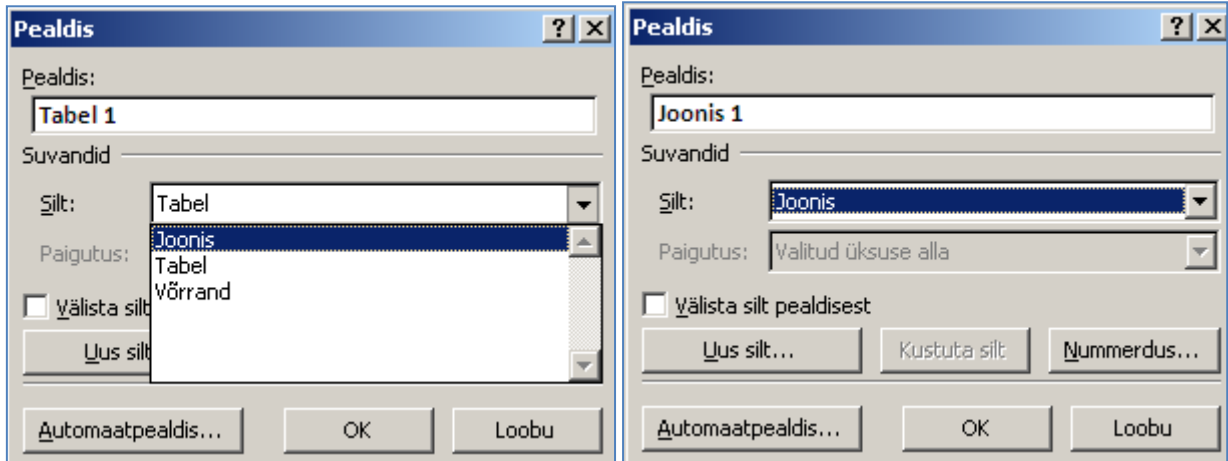 Pealdis
Pealdis:
Tabel 1
Suvandid
Silt: Tabel
Joonis
Paigutus:
Tabel
Võrrand
Välista silt
Uus silt
Automaatpealdis... OK Loobu
Pealdis
Pealdis:
Joonis 1
Suvandid
Silt: Joonis
Paigutus: Valitud üksuse alla
Välista silt pealdisest
Uus silt... Kustuta silt Nummerdus...
Automaatpealdis... OK Loobu